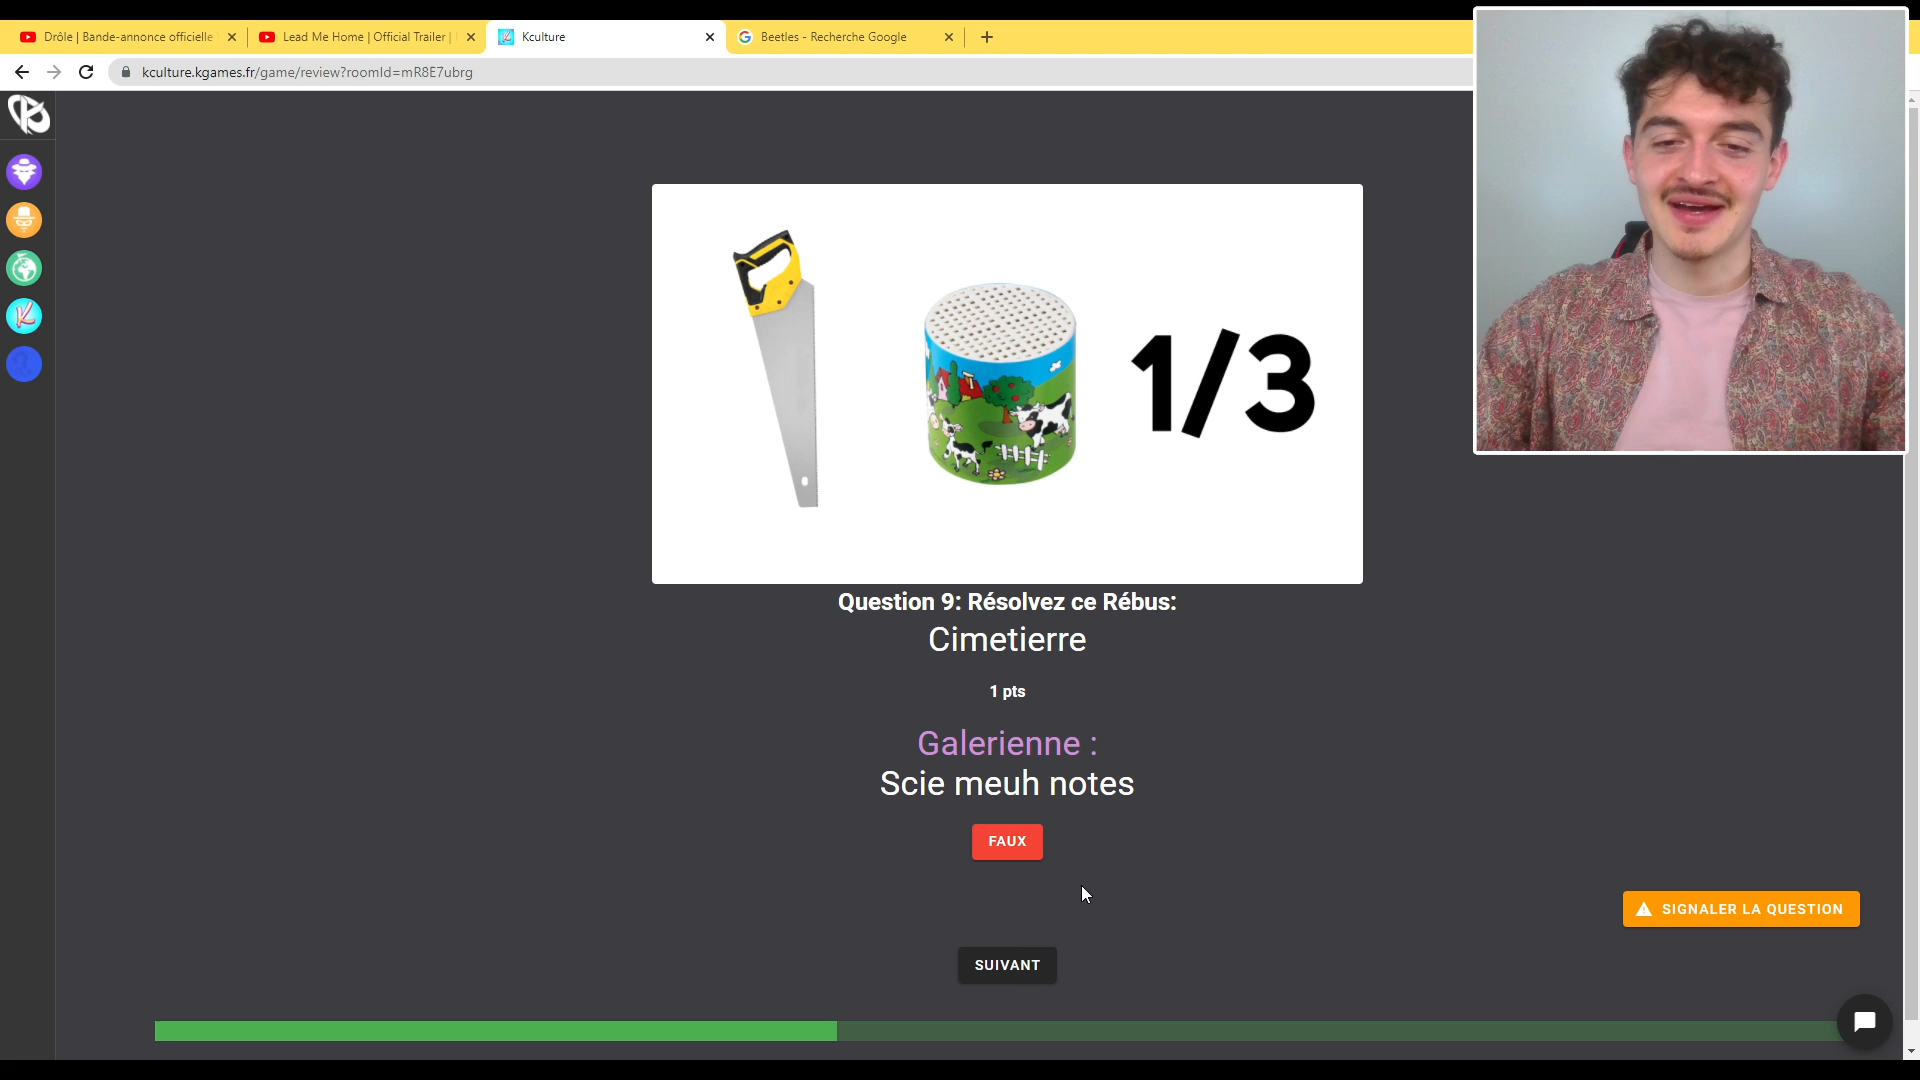 Drôle | Bande-annonce officielle
Lead Me Home | Official Trailer |
Kculture
Beetles - Recherche Google
kculture.kgames.fr/game/review?roomId=mR8E7ubrg
1/3
Question 9: Résolvez ce Rébus:
Cimetierre
1 pts
Galerienne :
Scie meuh notes
FAUX
SIGNALER LA QUESTION
SUIVANT